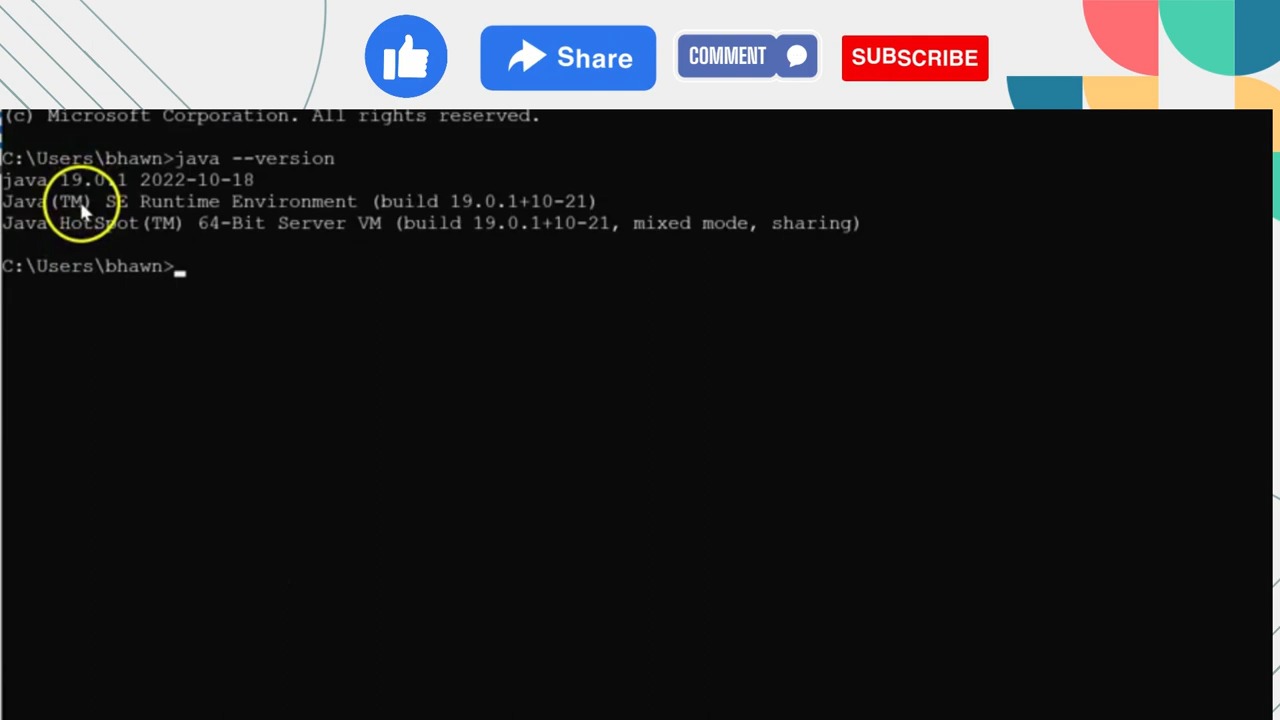 Share
COMMENT
SUBSCRIBE
(c) Microsoft Corporation. All rights reserved.
C:\Users\bhawn>java --version
java 19.0.1 2022-10-18
Java(TM) SE Runtime Environment (build 19.0.1+10-21)
Java HotSpot(TM) 64-Bit Server VM (build 19.0.1+10-21, mixed mode, sharing)
C:\Users\bhawn>